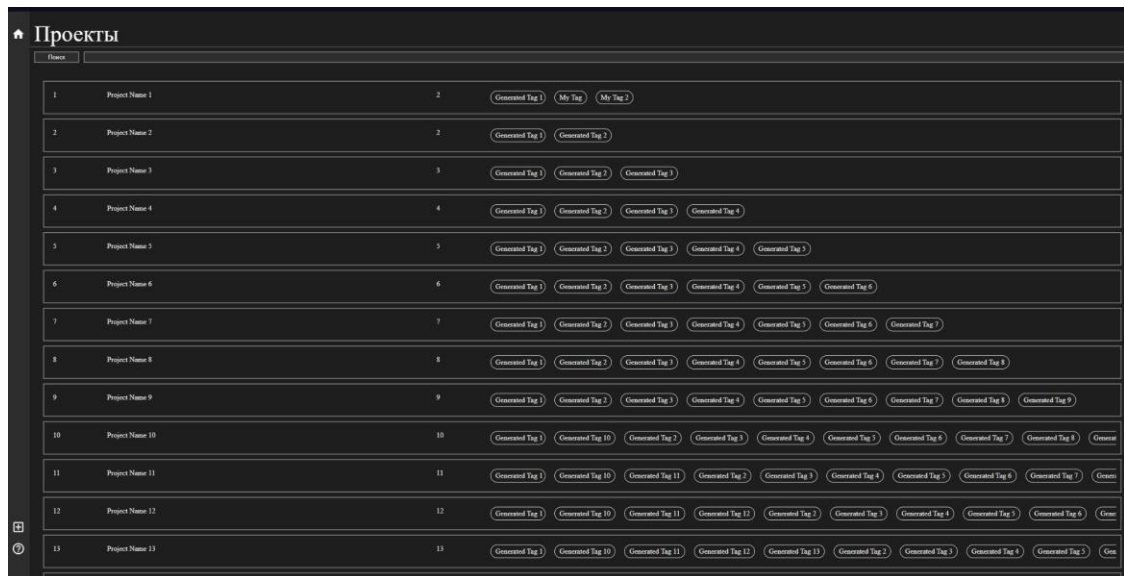 Проекты
Поиск
1 Project Name 1 2 Generated Tag 1 My Tag My Tag 2
2 Project Name 2 2 Generated Tag 1 Generated Tag 2
3 Project Name 3 3 Generated Tag 1 Generated Tag 2 Generated Tag 3
4 Project Name 4 4 Generated Tag 1 Generated Tag 2 Generated Tag 3 Generated Tag 4
5 Project Name 5 5 Generated Tag 1 Generated Tag 2 Generated Tag 3 Generated Tag 4 Generated Tag 5
6 Project Name 6 6 Generated Tag 1 Generated Tag 2 Generated Tag 3 Generated Tag 4 Generated Tag 5 Generated Tag 6
7 Project Name 7 7 Generated Tag 1 Generated Tag 2 Generated Tag 3 Generated Tag 4 Generated Tag 5 Generated Tag 6 Generated Tag 7
8 Project Name 8 8 Generated Tag 1 Generated Tag 2 Generated Tag 3 Generated Tag 4 Generated Tag 5 Generated Tag 6 Generated Tag 7 Generated Tag 8
9 Project Name 9 9 Generated Tag 1 Generated Tag 2 Generated Tag 3 Generated Tag 4 Generated Tag 5 Generated Tag 6 Generated Tag 7 Generated Tag 8 Generated Tag 9
10 Project Name 10 10 Generated Tag 1 Generated Tag 10 Generated Tag 2 Generated Tag 3 Generated Tag 4 Generated Tag 5 Generated Tag 6 Generated Tag 7 Generated Tag 8 Generat
11 Project Name 11 11 Generated Tag 1 Generated Tag 10 Generated Tag 11 Generated Tag 2 Generated Tag 3 Generated Tag 4 Generated Tag 5 Generated Tag 6 Generated Tag 7 Gener
12 Project Name 12 12 Generated Tag 1 Generated Tag 10 Generated Tag 11 Generated Tag 12 Generated Tag 2 Generated Tag 3 Generated Tag 4 Generated Tag 5 Generated Tag 6 Gene
13 Project Name 13 13 Generated Tag 1 Generated Tag 10 Generated Tag 11 Generated Tag 12 Generated Tag 13 Generated Tag 2 Generated Tag 3 Generated Tag 4 Generated Tag 5 Gen